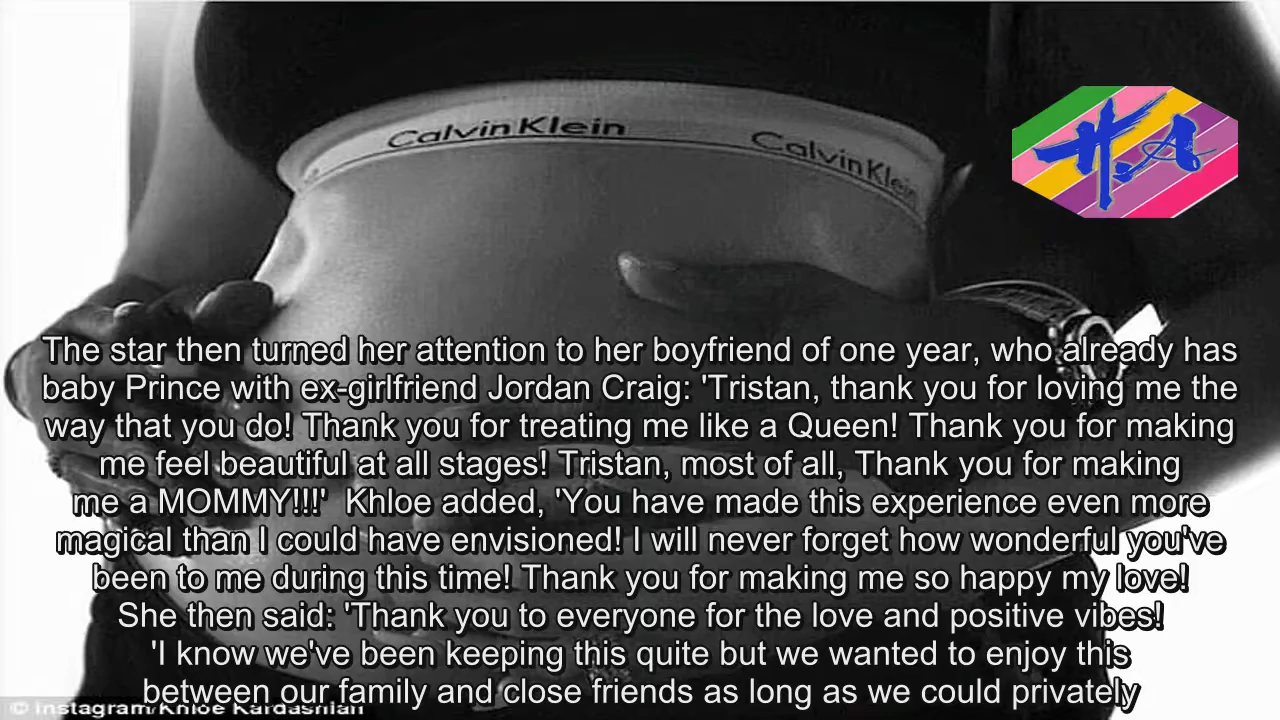 Calvin Klein
Calvin Klein
H.A
The star then turned her attention to her boyfriend of one year, who already has
baby Prince with ex-girlfriend Jordan Craig: 'Tristan, thank you for loving me the
way that you do! Thank you for treating me like a Queen! Thank you for making
me feel beautiful at all stages! Tristan, most of all, Thank you for making
me a MOMMY!!!'  Khloe added, 'You have made this experience even more
magical than I could have envisioned! I will never forget how wonderful you've
been to me during this time! Thank you for making me so happy my love!
She then said: 'Thank you to everyone for the love and positive vibes!
'I know we've been keeping this quite but we wanted to enjoy this
between our family and close friends as long as we could privately
© Instagram/Khloe Kardashian